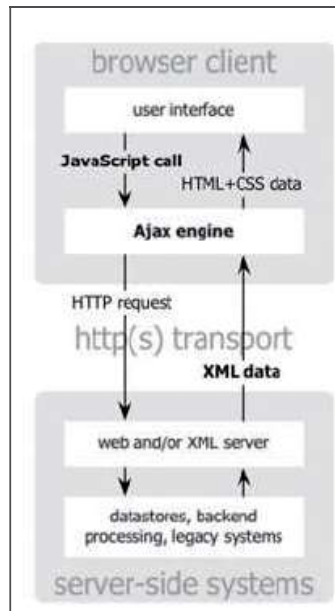 browser client
user interface
JavaScript call
HTML+CSS data
Ajax engine
HTTP request
http(s) transport
XML data
web and/or XML server
datastores, backend
processing, legacy systems
server-side systems